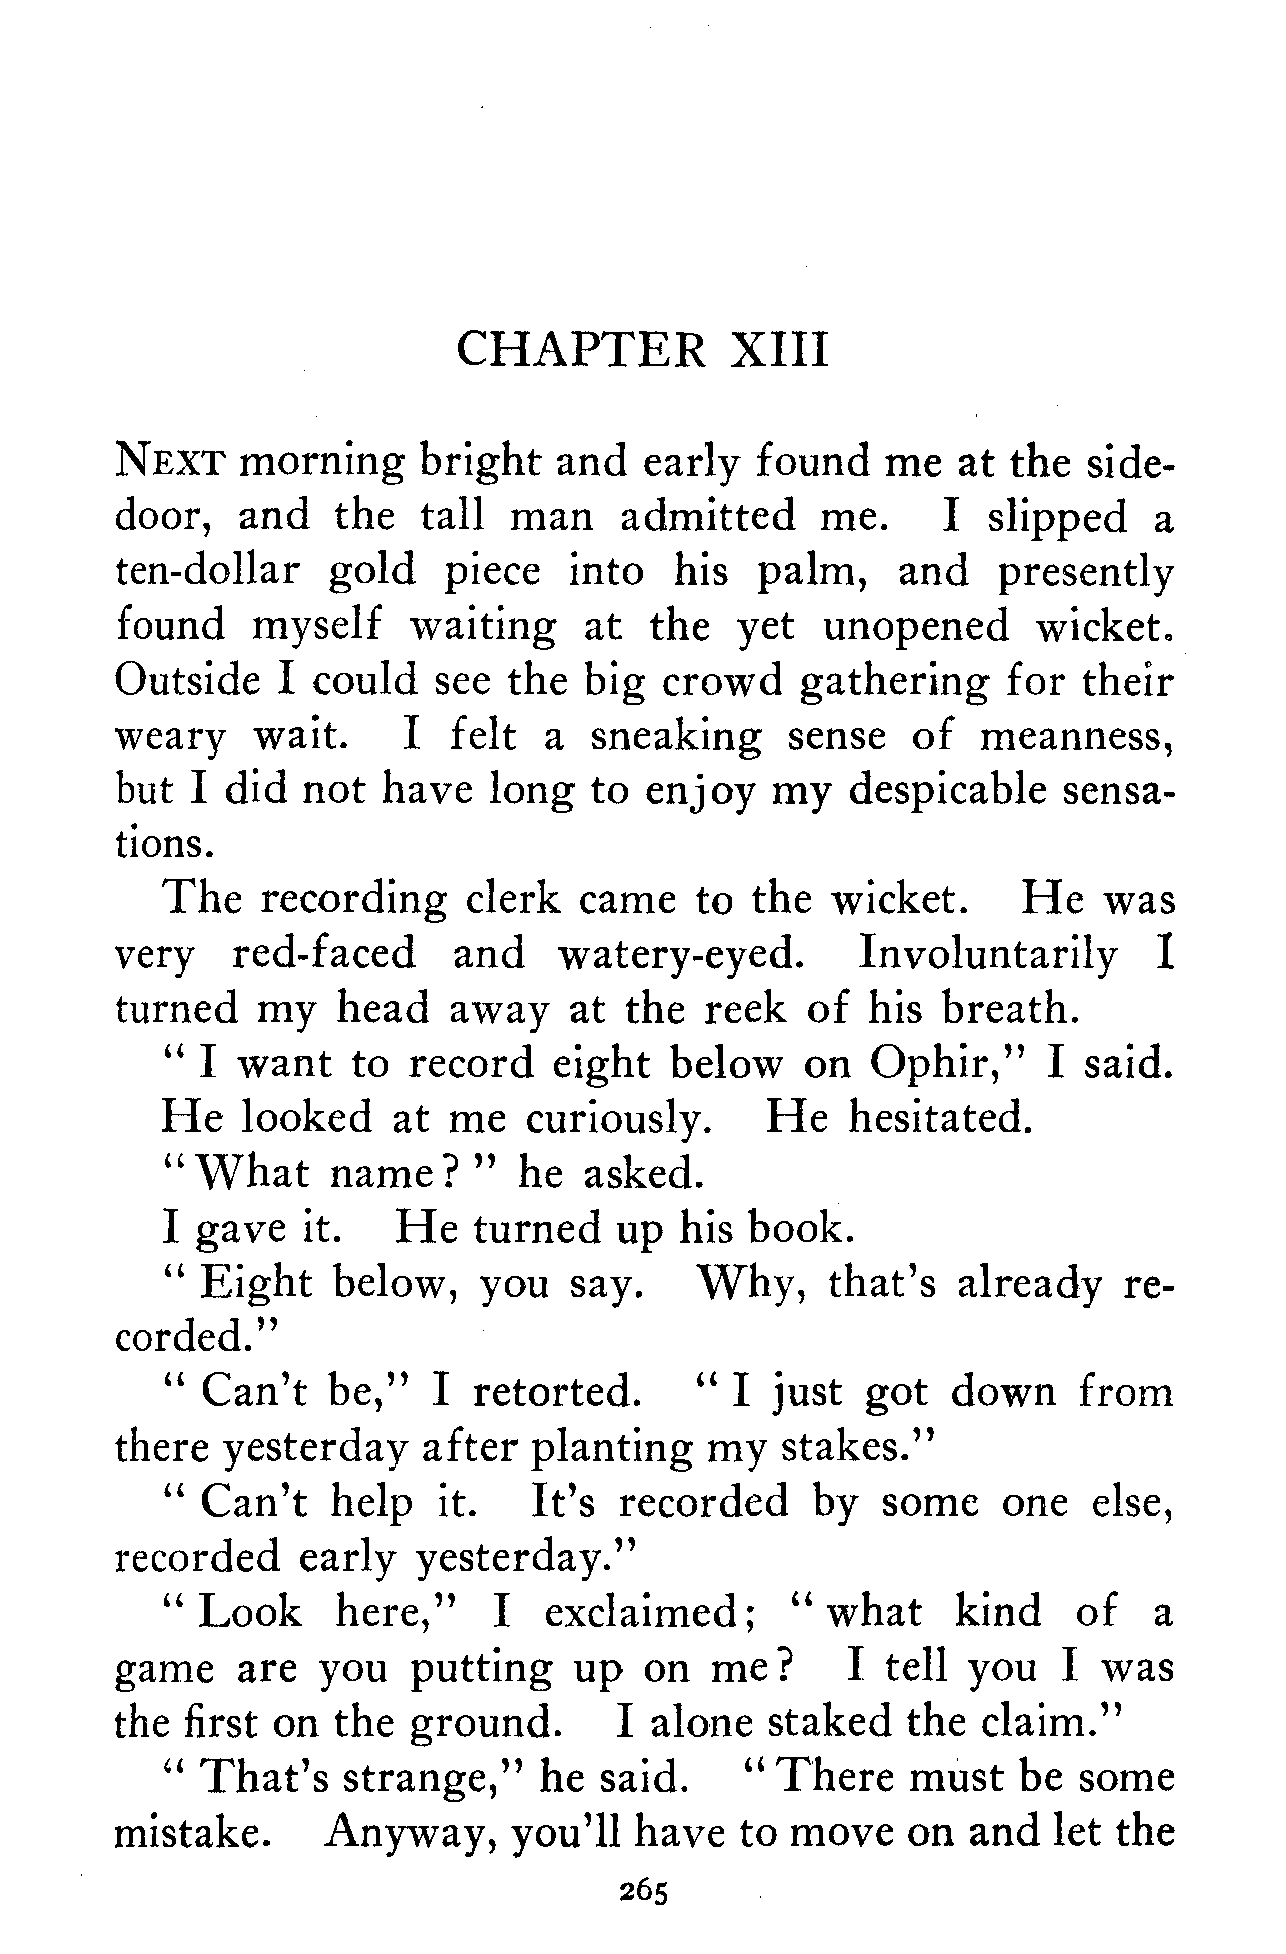 CHAPTER XIII
NEXT morning bright and early found me at the side-
door, and the tall man admitted me. I slipped a
ten-dollar gold piece into his palm, and presently
found myself waiting at the yet unopened wicket.
Outside I could see the big crowd gathering for their
weary wait. I felt a sneaking sense of meanness,
but I did not have long to enjoy my despicable sensa-
tions.
The recording clerk came to the wicket. He was
very red-faced and watery-eyed. Involuntarily I
turned my head away at the reek of his breath.
“ I want to record eight below on Ophir,” I said.
He looked at me curiously. He hesitated.
“ What name? ” he asked.
I gave it. He turned up his book.
“ Eight below, you say. Why, that’s already re-
corded.”
“ Can’t be,” I retorted. “ I just got down from
there yesterday after planting my stakes.”
“ Can’t help it. It’s recorded by some one else,
recorded early yesterday.”
“ Look here,” I exclaimed; “ what kind of a
game are you putting up on me? I tell you I was
the first on the ground. I alone staked the claim.”
“ That’s strange,” he said. “ There must be some
mistake. Anyway, you’ll have to move on and let the
265